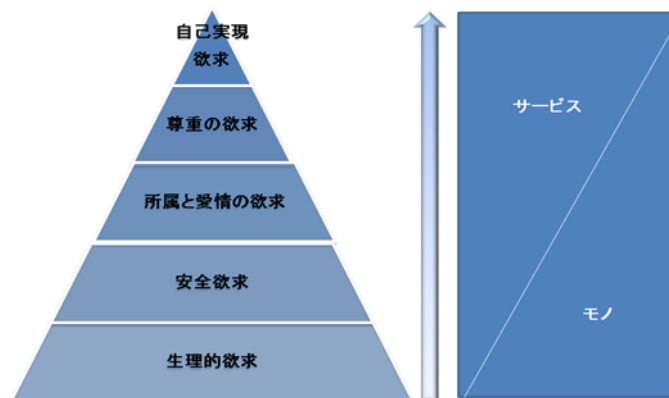 自己実現
欲求
尊重の欲求
所属と愛情の欲求
安全欲求
生理的欲求
サービス
モノ